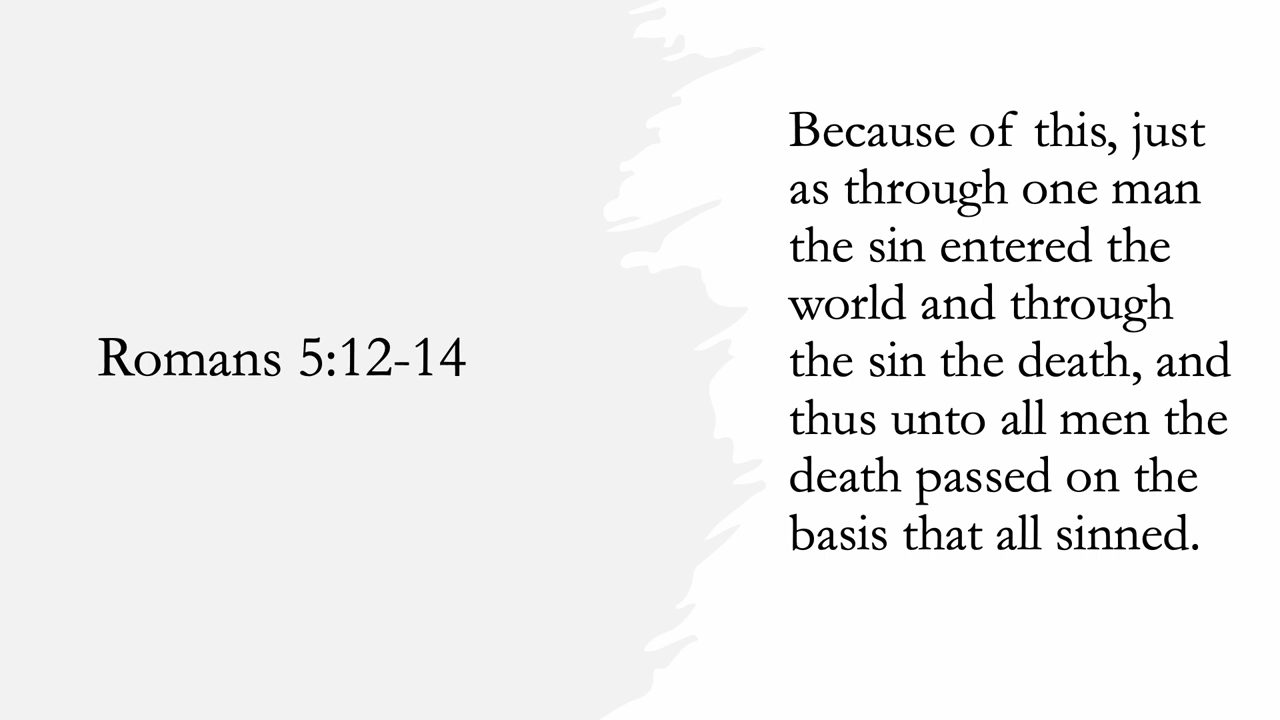 Romans 5:12-14
Because of this, just
as through one man
the sin entered the
world and through
the sin the death, and
thus unto all men the
death passed on the
basis that all sinned.